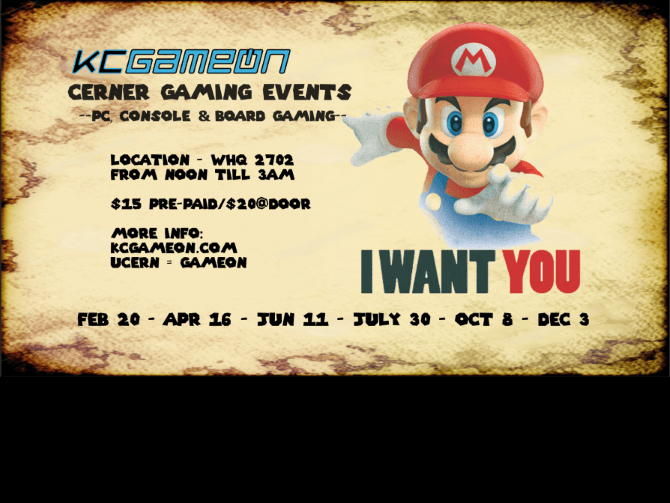 KCGAMEON
CERNER GAMING EVENTS
--PC, CONSOLE & BOARD GAMING--
LOCATION - WHQ 2702
FROM NOON TILL 3AM
$15 PRE-PAID/$20@DOOR
MORE INFO:
KCGAMEON.COM
UCERN = GAMEON
M
I WANT YOU
FEB 20 - APR 16 - JUN 11 - JULY 30 - OCT 8 - DEC 3